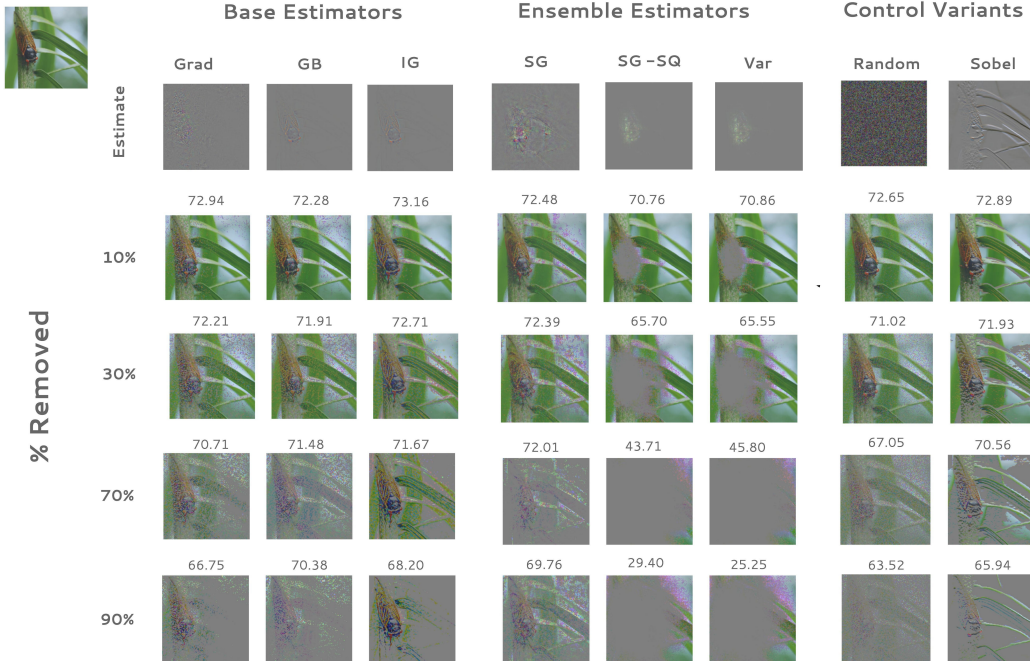 Base Estimators Ensemble Estimators Control Variants
Grad GB IG SG SG -SQ Var Random Sobel
Estimate
72.94 72.28 73.16 72.48 70.76 70.86 72.65 72.89
10%
72.21 71.91 72.71 72.39 65.70 65.55 71.02 71.93
30%
% Removed
70.71 71.48 71.67 72.01 43.71 45.80 67.05 70.56
70%
66.75 70.38 68.20 69.76 29.40 25.25 63.52 65.94
90%